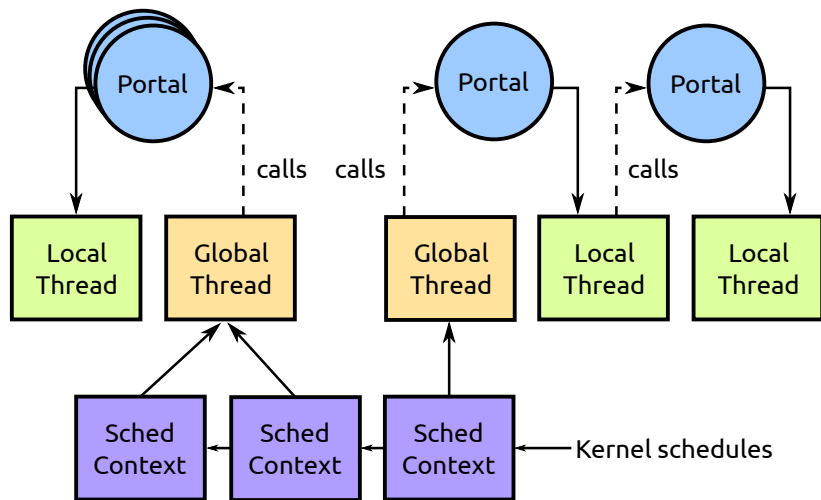 Portal
Portal
Portal
calls
calls
calls
Local
Thread
Global
Thread
Global
Thread
Local
Thread
Local
Thread
Sched
Context
Sched
Context
Sched
Context
Kernel schedules